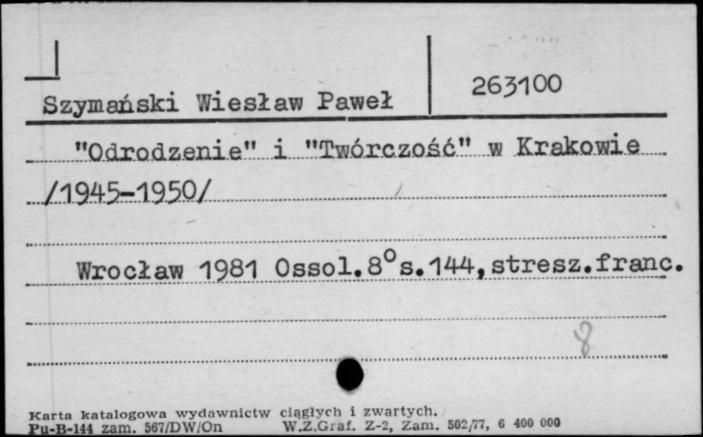 Szymański Wiesław Paweł 263100
"Odrodzenie" i "Twórczość" w Krakowie
/1945-1950/
Wrocław 1981 Ossol.8°s.144,stresz.franc.
8
Karta katalogowa wydawnictw ciągłych i zwartych.
Pu-B-144 zam. 567/DW/On W.Z.Graf. Z-2, Zam. 502/77, 6 400 000